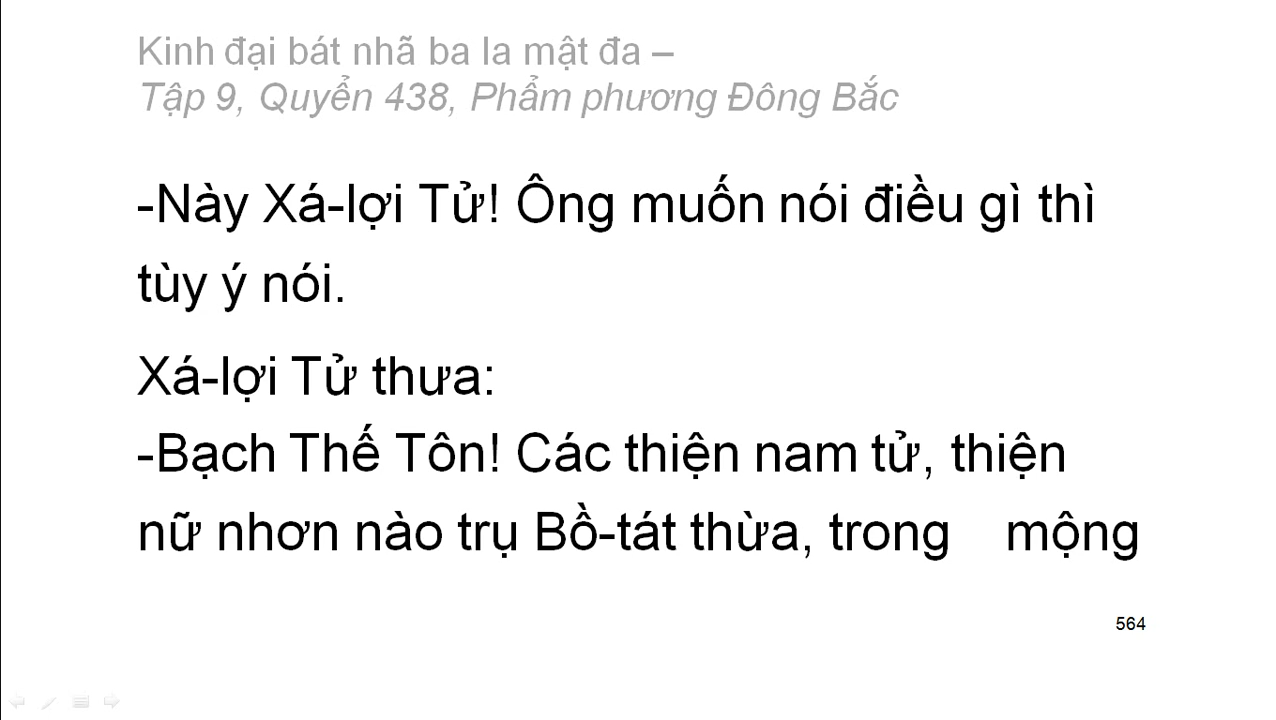 Kinh đại bát nhã ba la mật đa –
Tập 9, Quyển 438, Phẩm phương Đông Bắc
-Này Xá-lợi Tử! Ông muốn nói điều gì thì
tùy ý nói.
Xá-lợi Tử thưa:
-Bạch Thế Tôn! Các thiện nam tử, thiện
nữ nhơn nào trụ Bồ-tát thừa, trong mộng
564